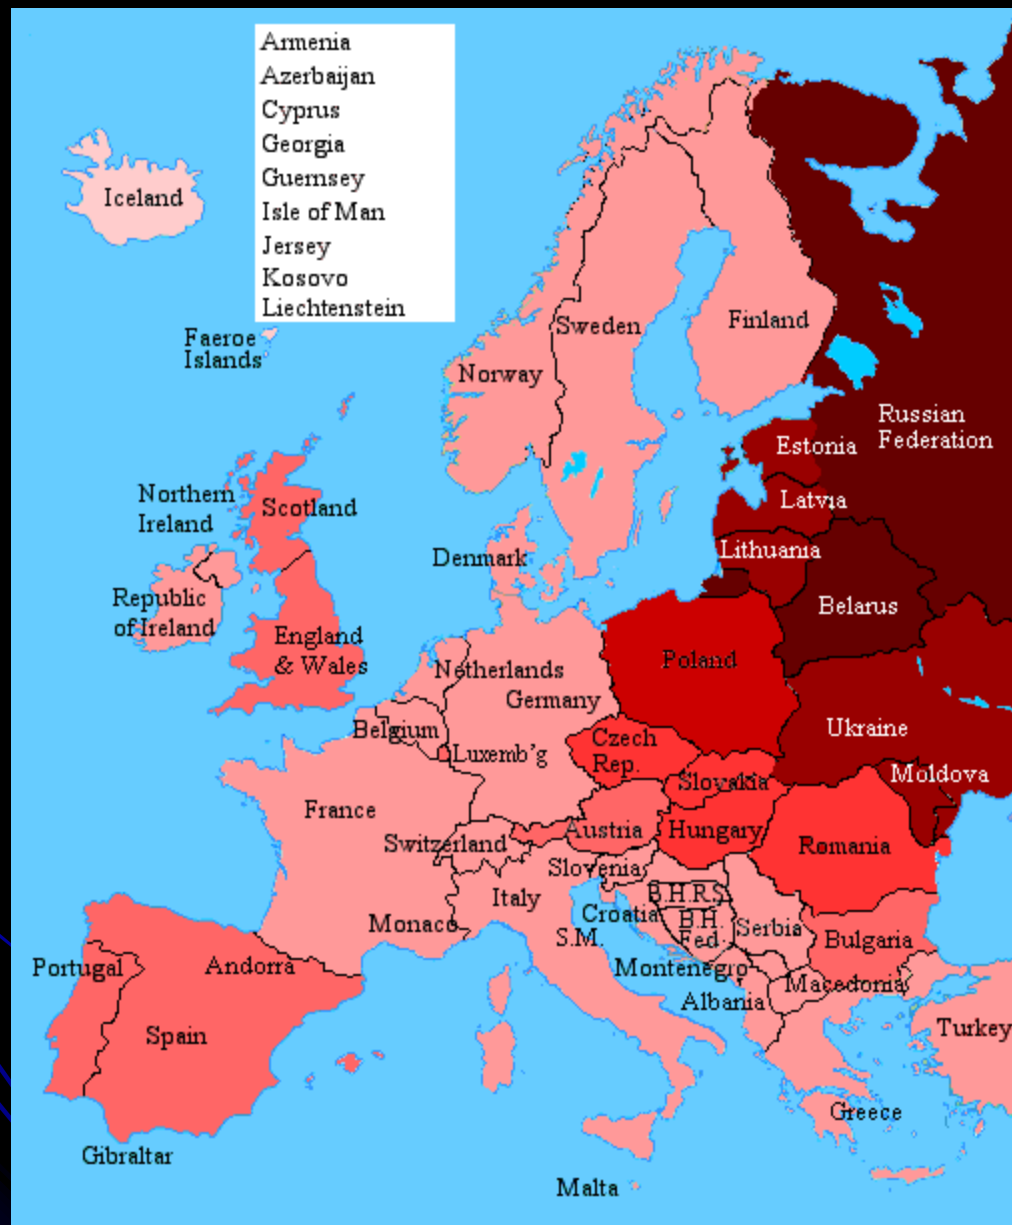 Armenia
Azerbaijan
Cyprus
Georgia
Guernsey
Isle of Man
Jersey
Kosovo
Liechtenstein
Iceland
Faeroe
Islands
Sweden
Finland
Norway
Russian
Federation
Estonia
Northern
Ireland
Scotland
Latvia
Denmark
Lithuania
Republic
of Ireland
Belarus
England
& Wales
Netherlands
Poland
Germany
Belgium
Ukraine
Czech
Rep.
Luxemb'g
Slovakia
Moldova
France
Switzerland
Austria
Hungary
Romania
Slovenia
Italy
B.H.R.S.
Croatia
B.H.
Fed.
Monaco
Serbia
S.M.
Bulgaria
Portugal
Andorra
Montenegro
Macedonia
Albania
Spain
Turkey
Greece
Gibraltar
Malta